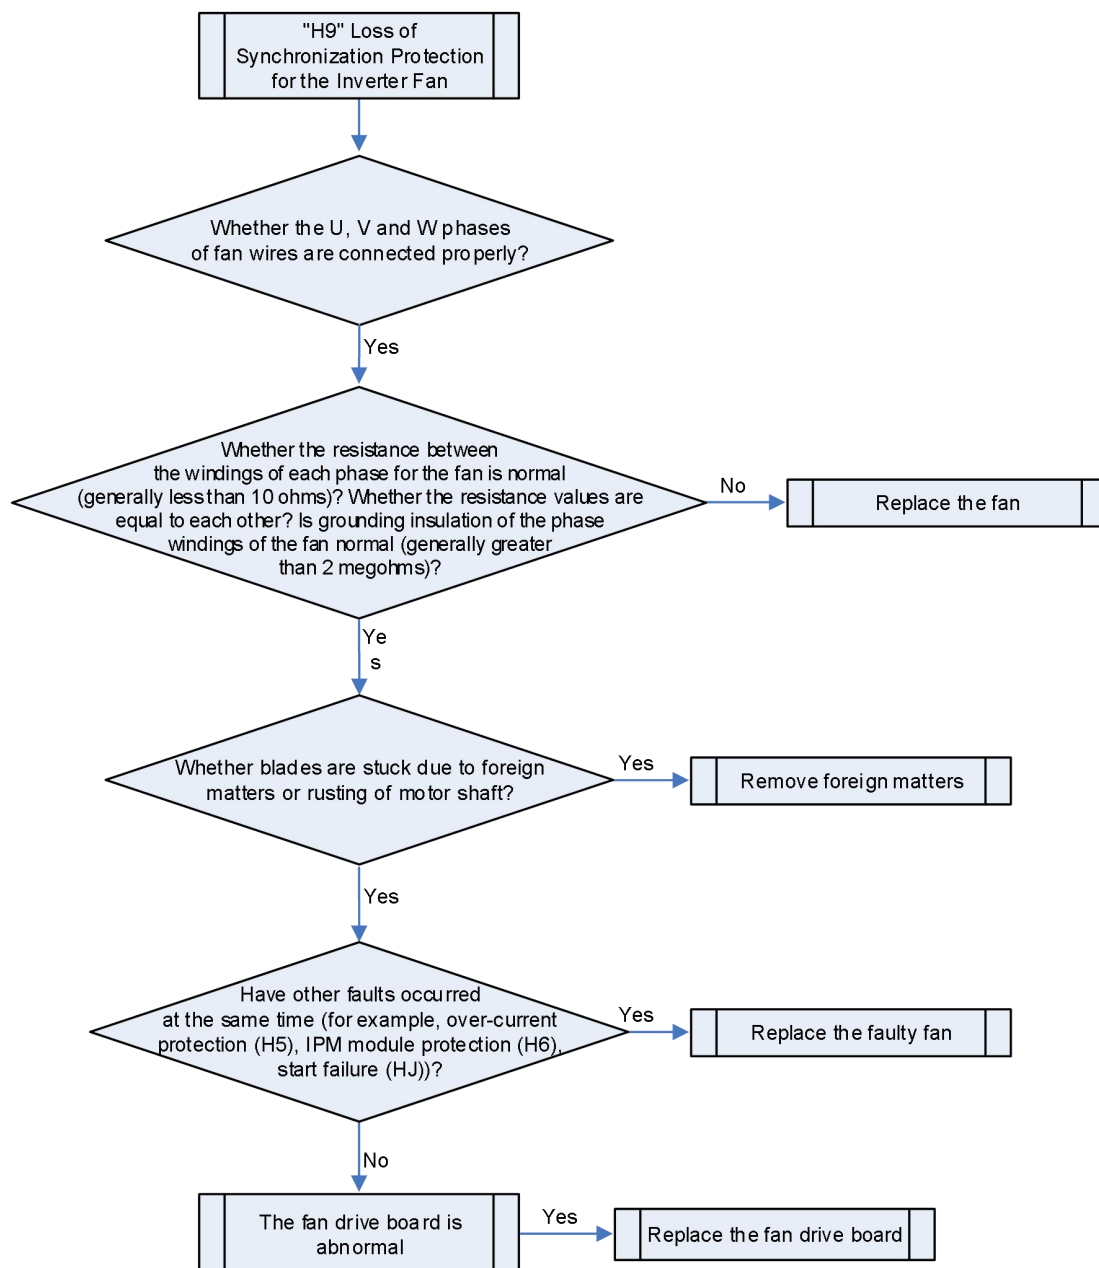 "H9" Loss of
Synchronization Protection
for the Inverter Fan
Whether the U, V and W phases
of fan wires are connected properly?
Yes
Whether the resistance between
the windings of each phase for the fan is normal
(generally less than 10 ohms)? Whether the resistance values are
equal to each other? Is grounding insulation of the phase
windings of the fan normal (generally greater
than 2 megohms)?
No
Replace the fan
Ye
s
Whether blades are stuck due to foreign
matters or rusting of motor shaft?
Yes
Remove foreign matters
Yes
Have other faults occurred
at the same time (for example, over-current
protection (H5), IPM module protection (H6),
start failure (HJ))?
Yes
Replace the faulty fan
No
The fan drive board is
abnormal
Yes
Replace the fan drive board